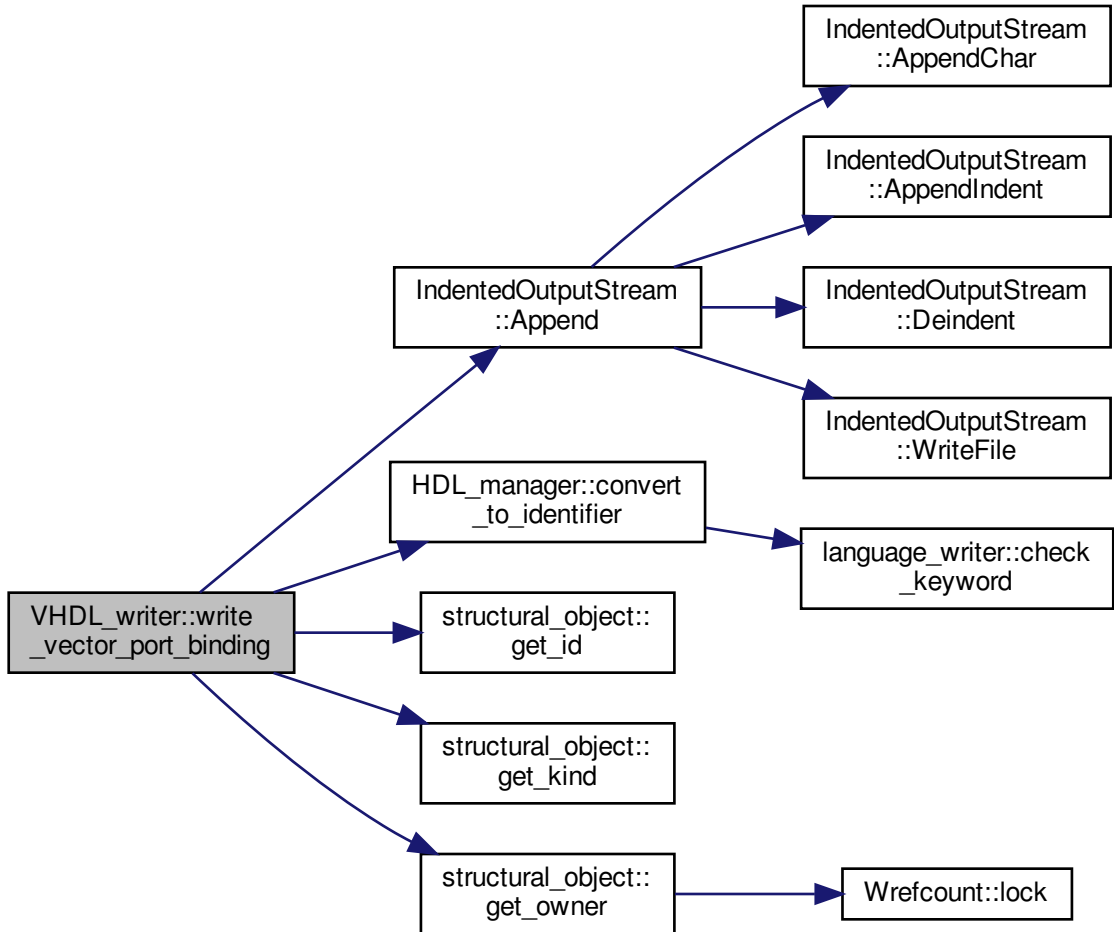 IndentedOutputStream
::AppendChar
IndentedOutputStream
::AppendIndent
IndentedOutputStream
::Append
IndentedOutputStream
::Deindent
IndentedOutputStream
::WriteFile
HDL_manager::convert
_to_identifier
language_writer::check
_keyword
VHDL_writer::write
_vector_port_binding
structural_object::
get_id
structural_object::
get_kind
structural_object::
get_owner
Wrefcount::lock